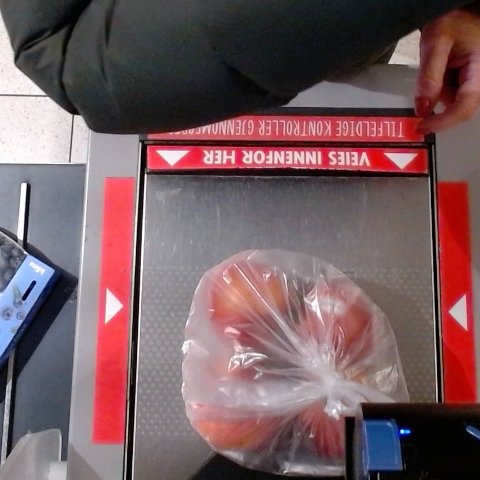 TILFELDIGE KONTROLLER GJENNOMFØRES
VEIES INNENFOR HER